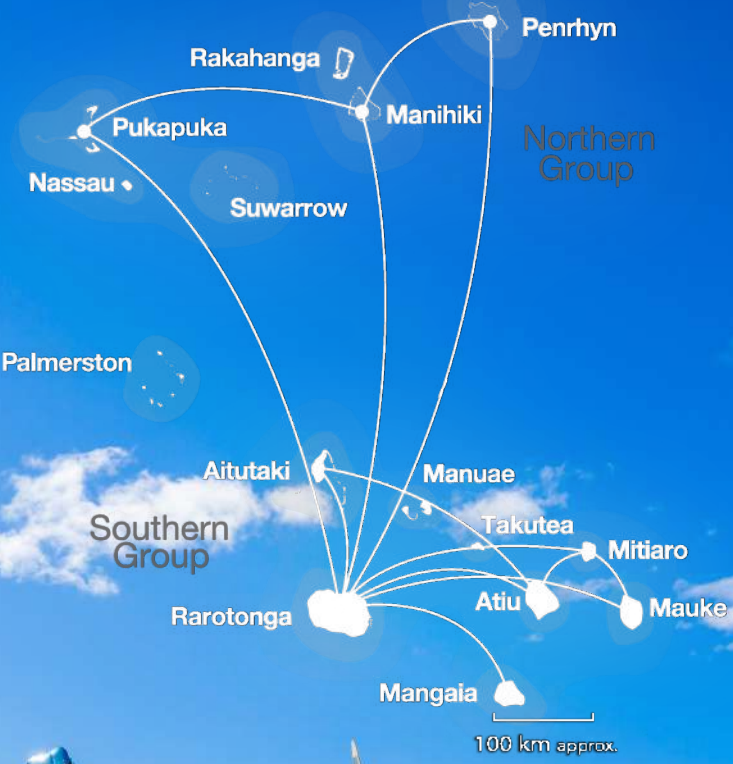 Penrhyn
Rakahanga
Manihiki
Pukapuka
Northern
Group
Nassau
Suwarrow
Palmerston
Aitutaki
Manuae
Southern
Group
Takutea
Mitiaro
Rarotonga
Atiu
Mauke
Mangaia
100 km approx.